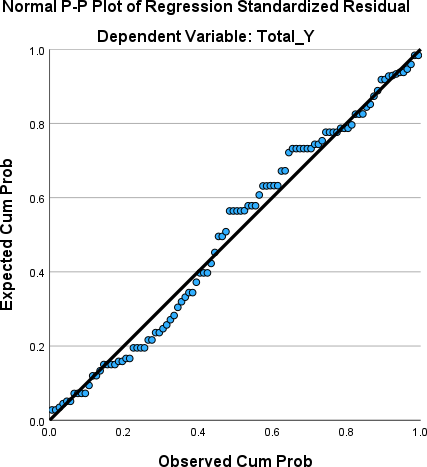 Normal P-P Plot of Regression Standardized Residual
Dependent Variable: Total_Y
Expected Cum Prob
1.0
0.8
0.6
0.4
0.2
0.0
0.0 0.2 0.4 0.6 0.8 1.0
Observed Cum Prob